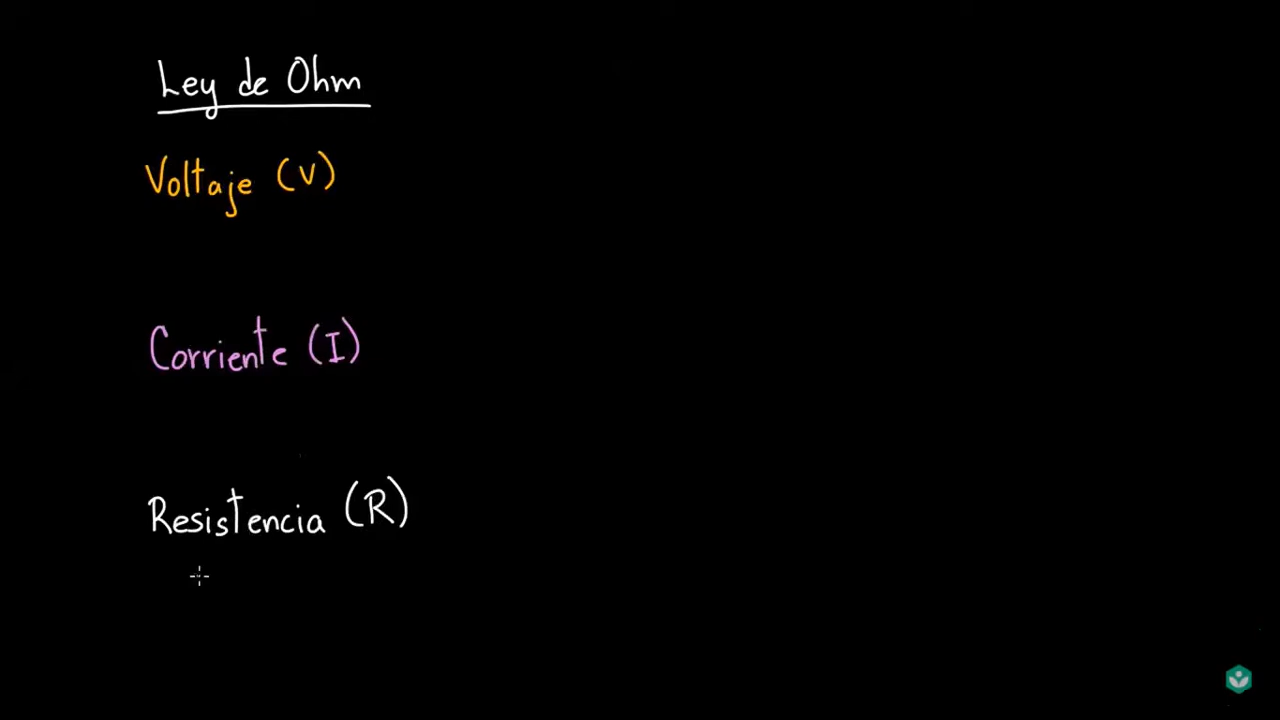 Ley de Ohm
Voltaje (V)
Corriente (I)
Resistencia (R)